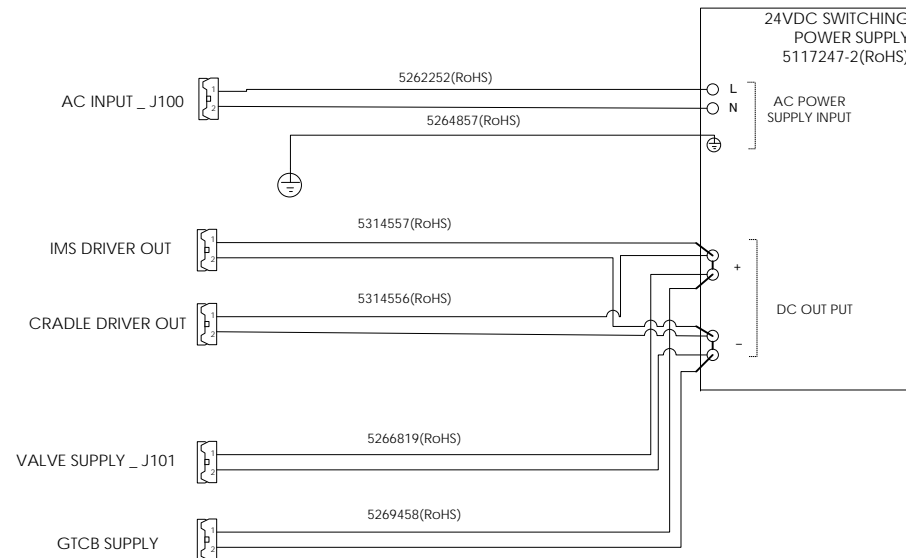 24VDC SWITCHING
POWER SUPPLY
5117247-2(RoHS)
5262252(RoHS)
L
AC INPUT _ J100
1
2
N
AC POWER
SUPPLY INPUT
5264857(RoHS)
5314557(RoHS)
IMS DRIVER OUT
1
2
+
5314556(RoHS)
DC OUT PUT
CRADLE DRIVER OUT
1
2
–
5266819(RoHS)
VALVE SUPPLY _ J101
1
2
5269458(RoHS)
GTCB SUPPLY
1
2